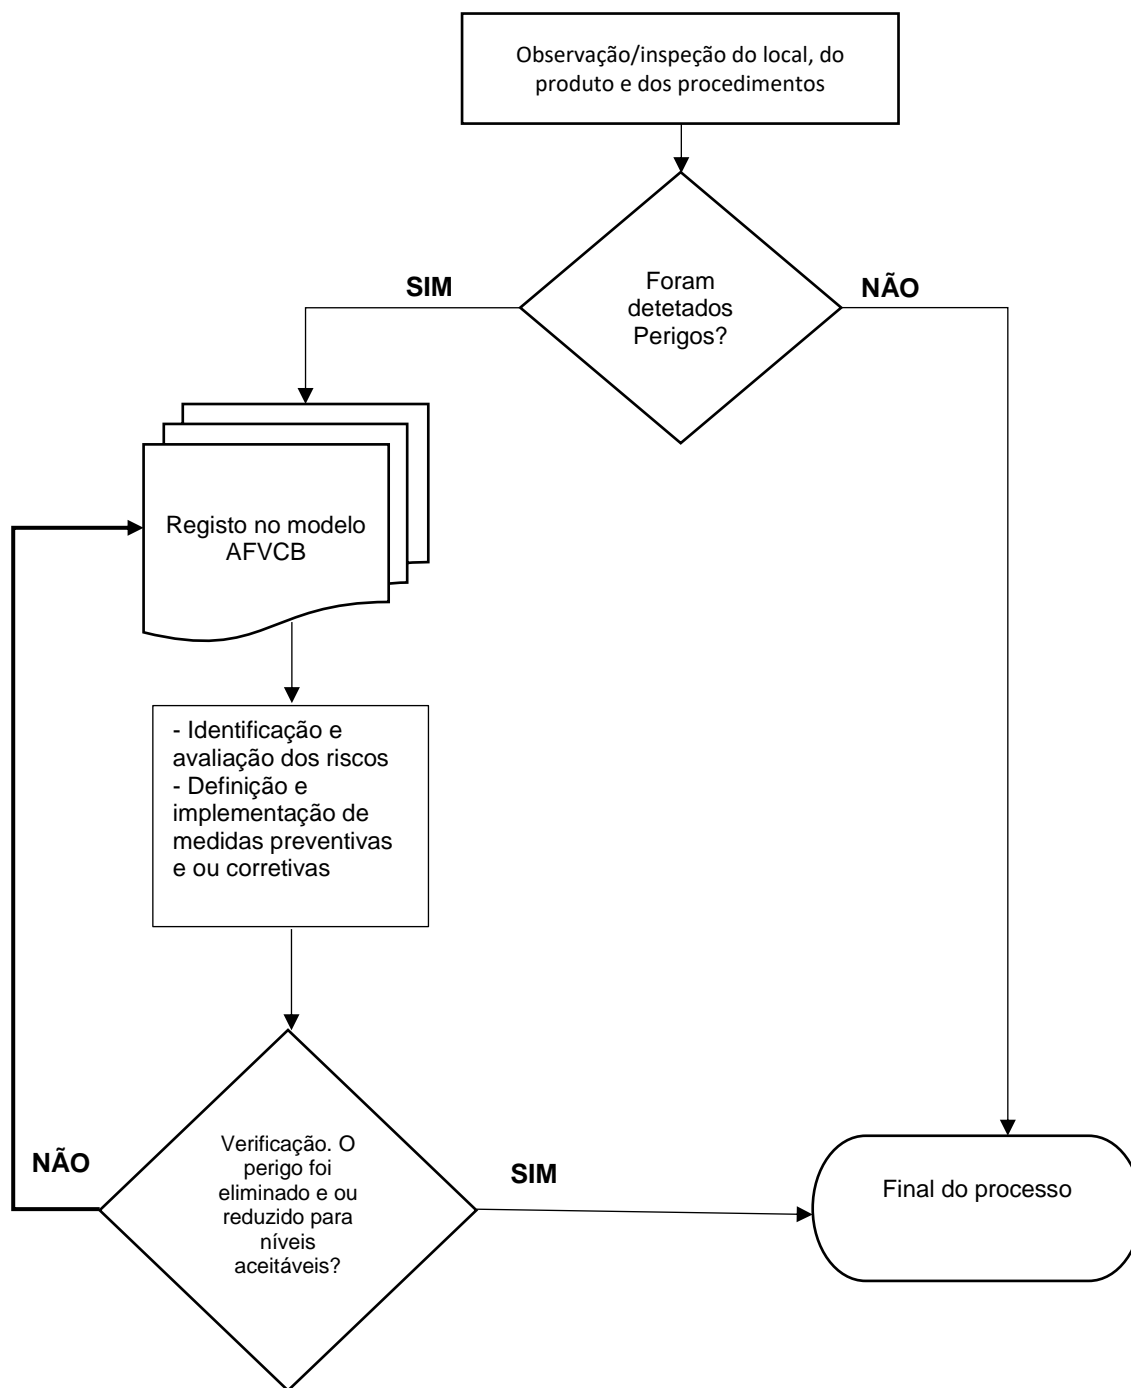 Observação/inspeção do local, do
produto e dos procedimentos
Foram
detetados
Perigos?
SIM
NÃO
Registo no modelo
AFVCB
- Identificação e
avaliação dos riscos
- Definição e
implementação de
medidas preventivas
e ou corretivas
Verificação. O
perigo foi
eliminado e ou
reduzido para
níveis
aceitáveis?
NÃO
SIM
Final do processo